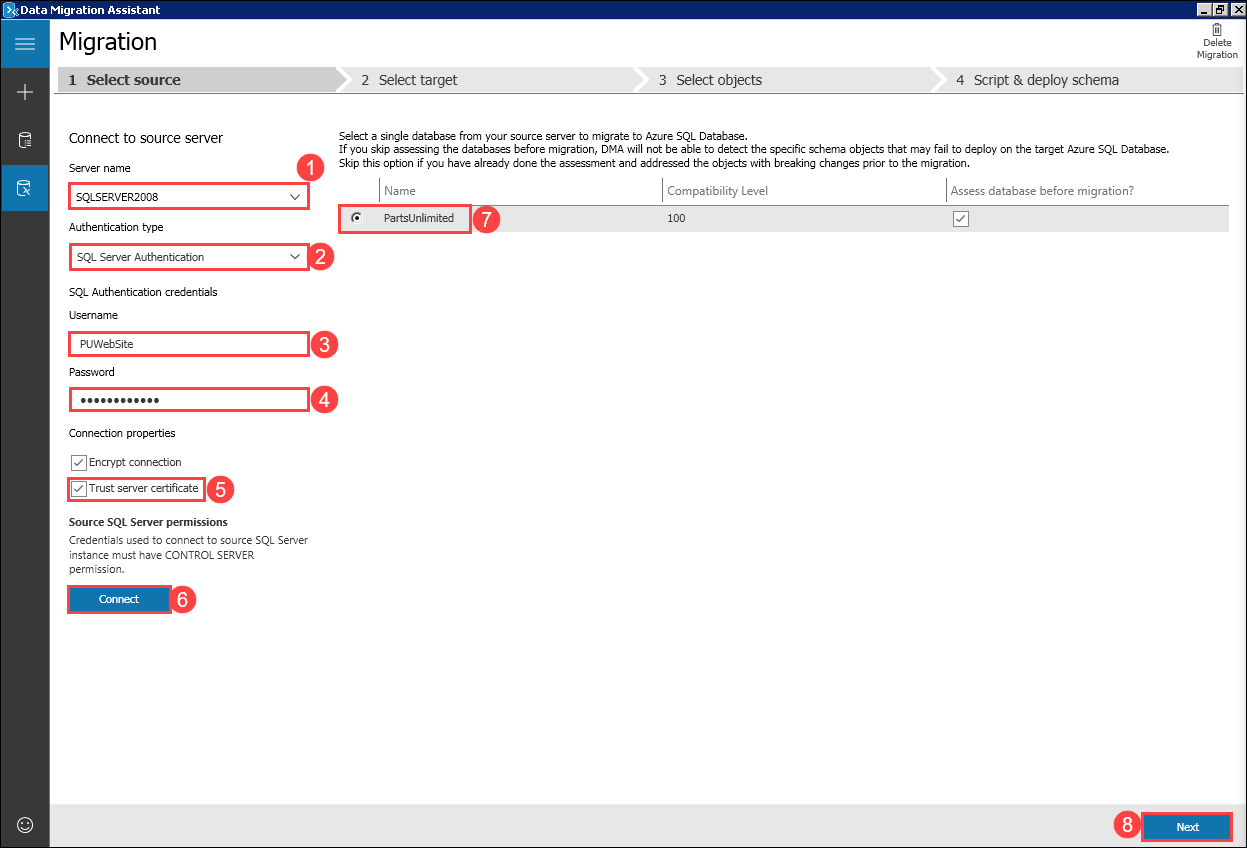 Data Migration Assistant
Migration
Delete
Migration
1 Select source
2 Select target
3 Select objects
4 Script & deploy schema
Connect to source server
Server name
1
SQLSERVER2008
Authentication type
SQL Server Authentication
2
SQL Authentication credentials
Username
PUWebSite
3
Password
●●●●●●●●●●●●
4
Connection properties
Encrypt connection
Trust server certificate
5
Source SQL Server permissions
Credentials used to connect to source SQL Server
instance must have CONTROL SERVER
permission.
Connect
6
Select a single database from your source server to migrate to Azure SQL Database.
If you skip assessing the databases before migration, DMA will not be able to detect the specific schema objects that may fail to deploy on the target Azure SQL Database.
Skip this option if you have already done the assessment and addressed the objects with breaking changes prior to the migration.
Name Compatibility Level Assess database before migration?
PartsUnlimited 7 100
8
Next